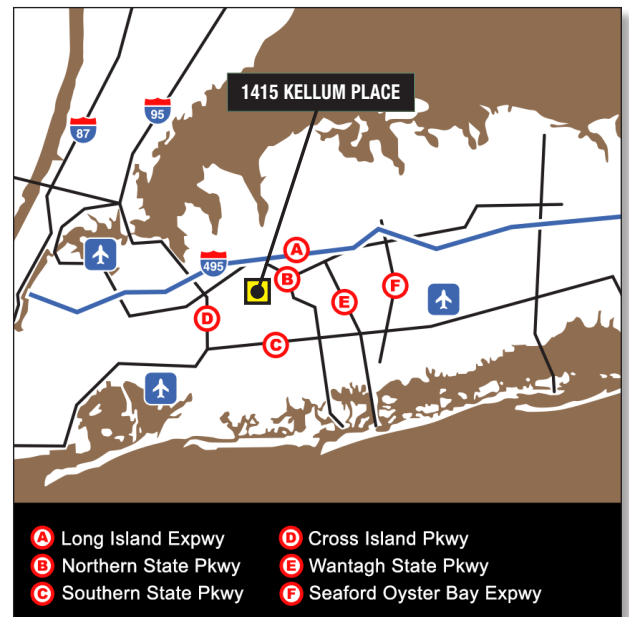 1415 KELLUM PLACE
95
87
A
495
B
F
E
D
C
A Long Island Expwy
B Northern State Pkwy
C Southern State Pkwy
D Cross Island Pkwy
E Wantagh State Pkwy
F Seaford Oyster Bay Expwy